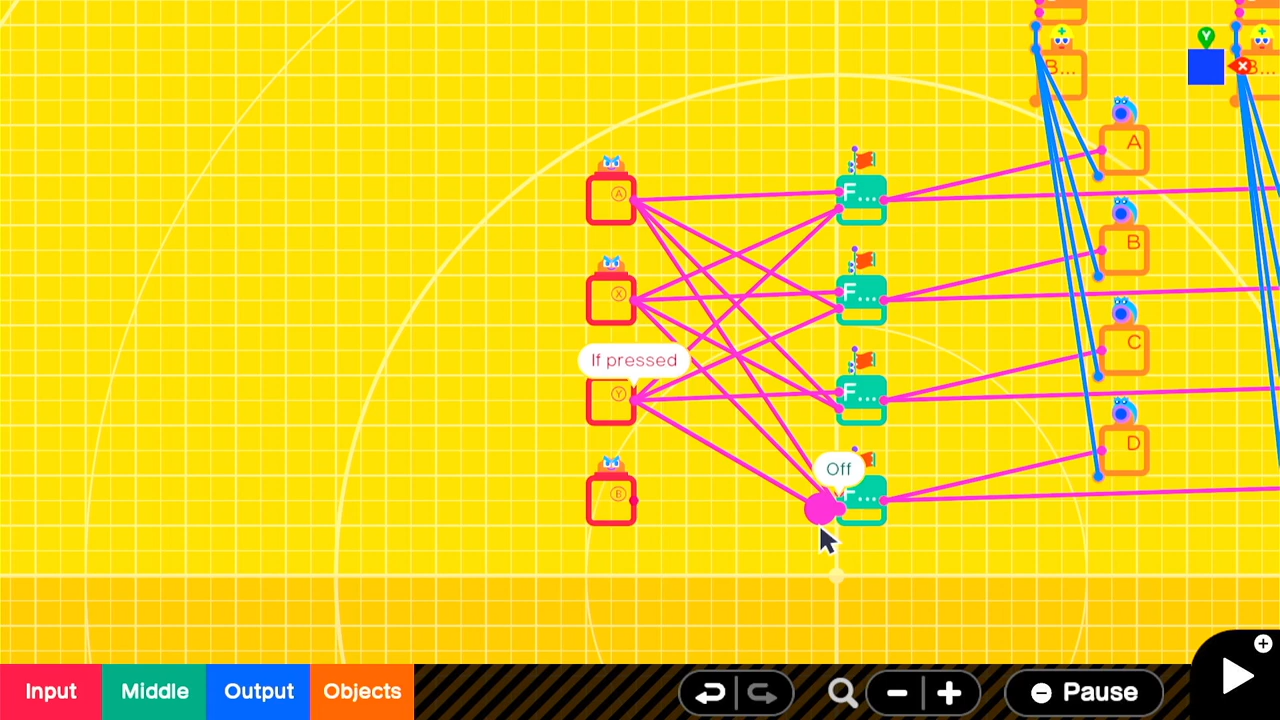 B...
B...
Y
A
A
F...
B
X
F...
If pressed
C
Y
F...
D
Off
B
F...
Input
Middle
Output
Objects
Pause